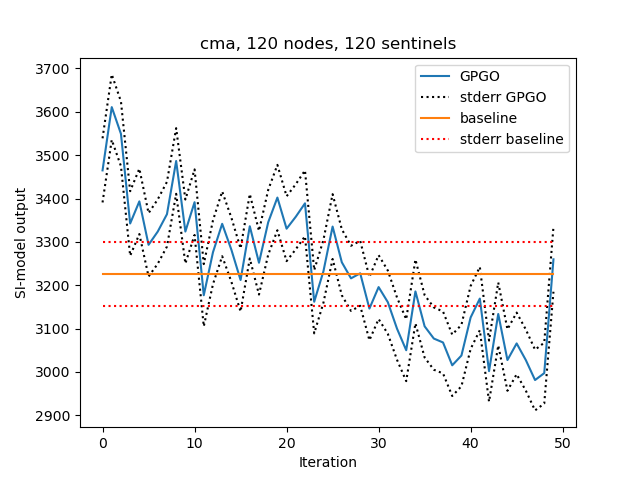 cma, 120 nodes, 120 sentinels
3700
3600
3500
3400
3300
3200
3100
3000
2900
SI-model output
GPGO
stderr GPGO
baseline
stderr baseline
0 10 20 30 40 50
Iteration